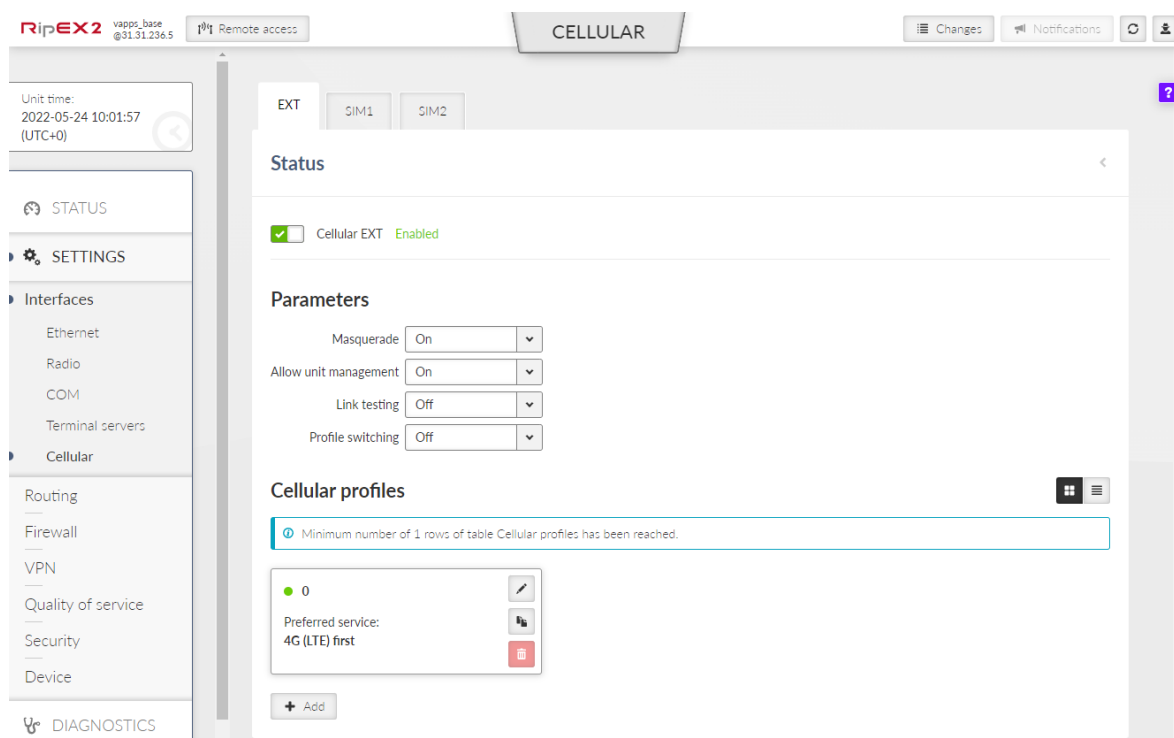 RipEX2 vapps_base
@31.31.236.5
Remote access
CELLULAR
Changes
Notifications
?
Unit time:
2022-05-24 10:01:57
(UTC+0)
STATUS
SETTINGS
Interfaces
Ethernet
Radio
COM
Terminal servers
Cellular
Routing
Firewall
VPN
Quality of service
Security
Device
DIAGNOSTICS
EXT SIM1 SIM2
Status
Cellular EXT Enabled
Parameters
Masquerade On
Allow unit management On
Link testing Off
Profile switching Off
Cellular profiles
Minimum number of 1 rows of table Cellular profiles has been reached.
0
Preferred service:
4G (LTE) first
Add